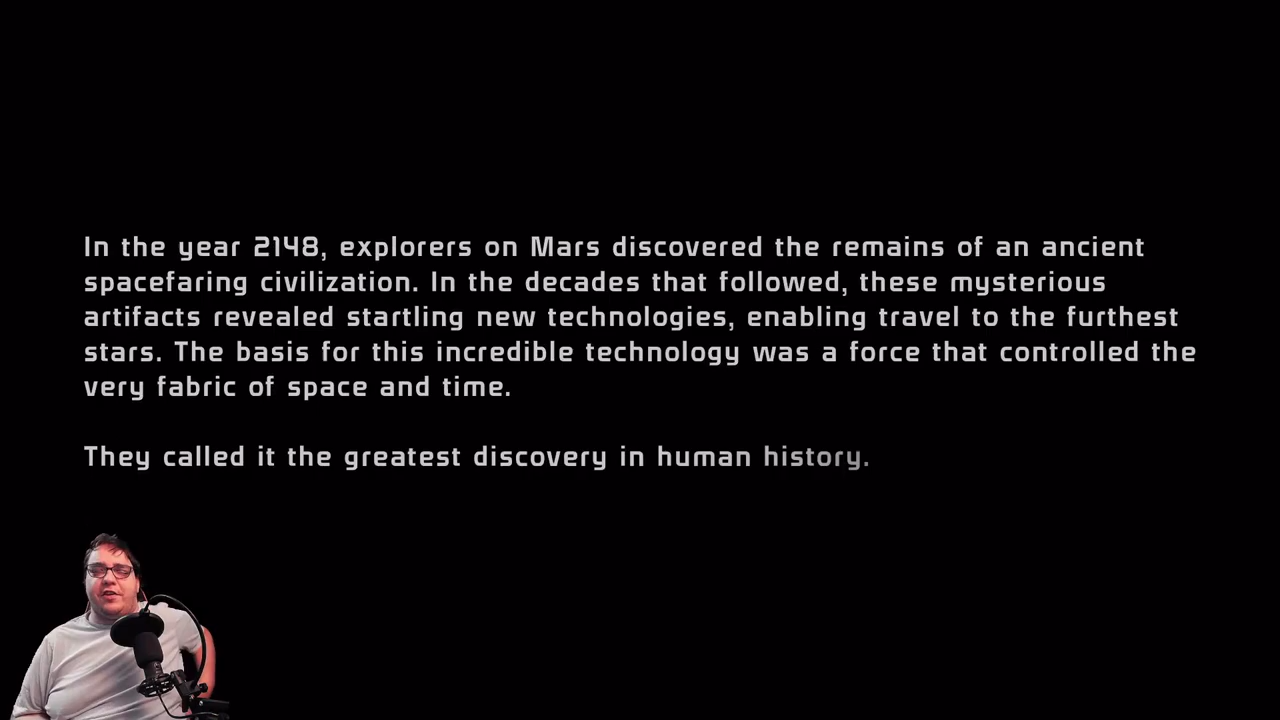 In the year 2148, explorers on Mars discovered the remains of an ancient
spacefaring civilization. In the decades that followed, these mysterious
artifacts revealed startling new technologies, enabling travel to the furthest
stars. The basis for this incredible technology was a force that controlled the
very fabric of space and time.
They called it the greatest discovery in human history.